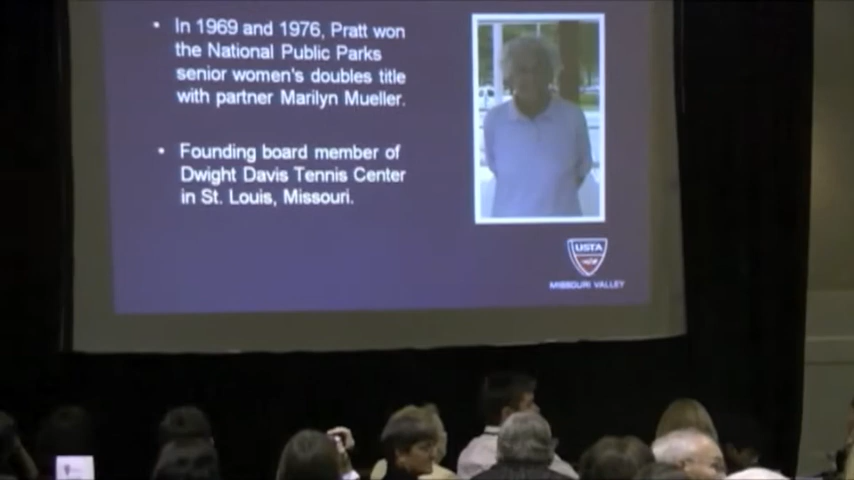 • In 1969 and 1976, Pratt won
the National Public Parks
senior women's doubles title
with partner Marilyn Mueller.
• Founding board member of
Dwight Davis Tennis Center
in St. Louis, Missouri.
USTA
MISSOURI VALLEY